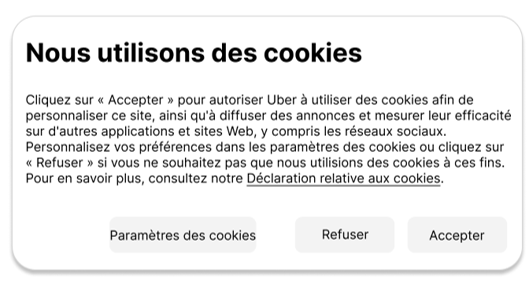 Nous utilisons des cookies
Cliquez sur « Accepter » pour autoriser Uber à utiliser des cookies afin de
personnaliser ce site, ainsi qu'à diffuser des annonces et mesurer leur efficacité
sur d'autres applications et sites Web, y compris les réseaux sociaux.
Personnalisez vos préférences dans les paramètres des cookies ou cliquez sur
« Refuser » si vous ne souhaitez pas que nous utilisions des cookies à ces fins.
Pour en savoir plus, consultez notre Déclaration relative aux cookies.
Paramètres des cookies Refuser Accepter